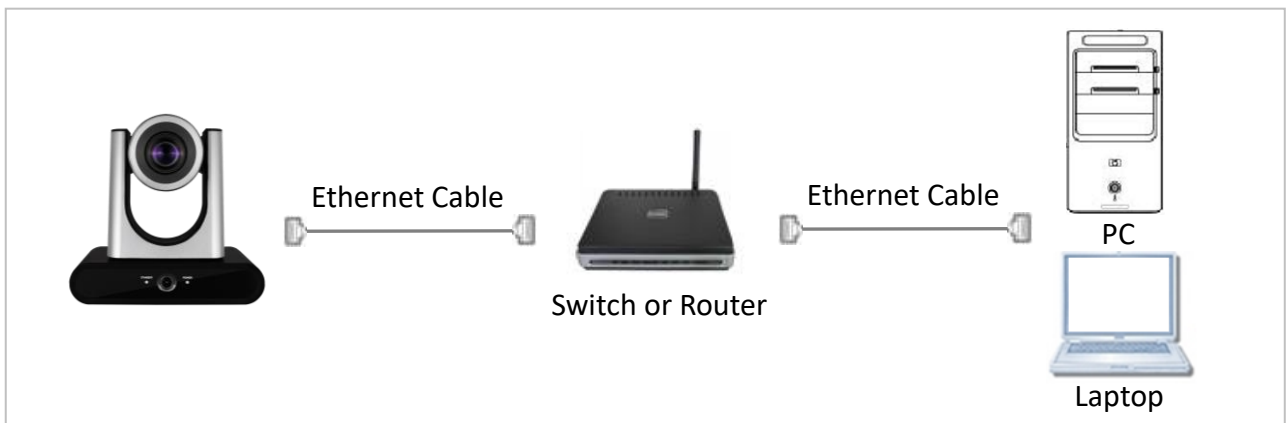 Ethernet Cable
Ethernet Cable
PC
Switch or Router
Laptop